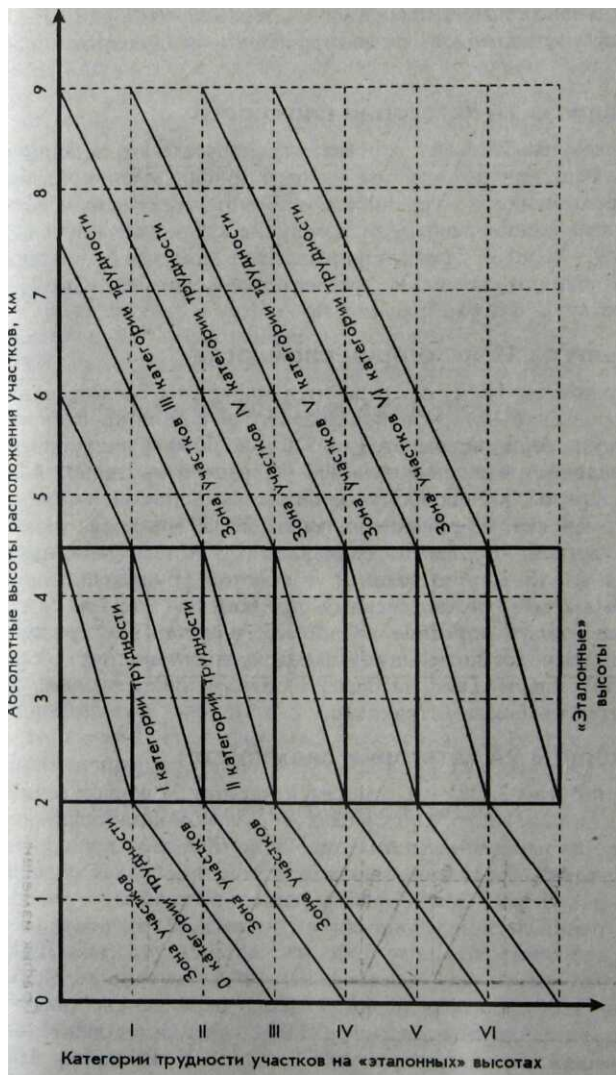 Абсолютные высоты расположения участков, км
9
8
7
6
5
4
3
2
1
0
Зона участков III категории трудности
Зона участков IV категории трудности
Зона участков V категории трудности
Зона участков VI категории трудности
I категории трудности
II категории трудности
Зона участков
0 категории трудности
Зона участков
Зона участков
«Эталонные»
высоты
I II III IV V VI
Категории трудности участков на «эталонных» высотах